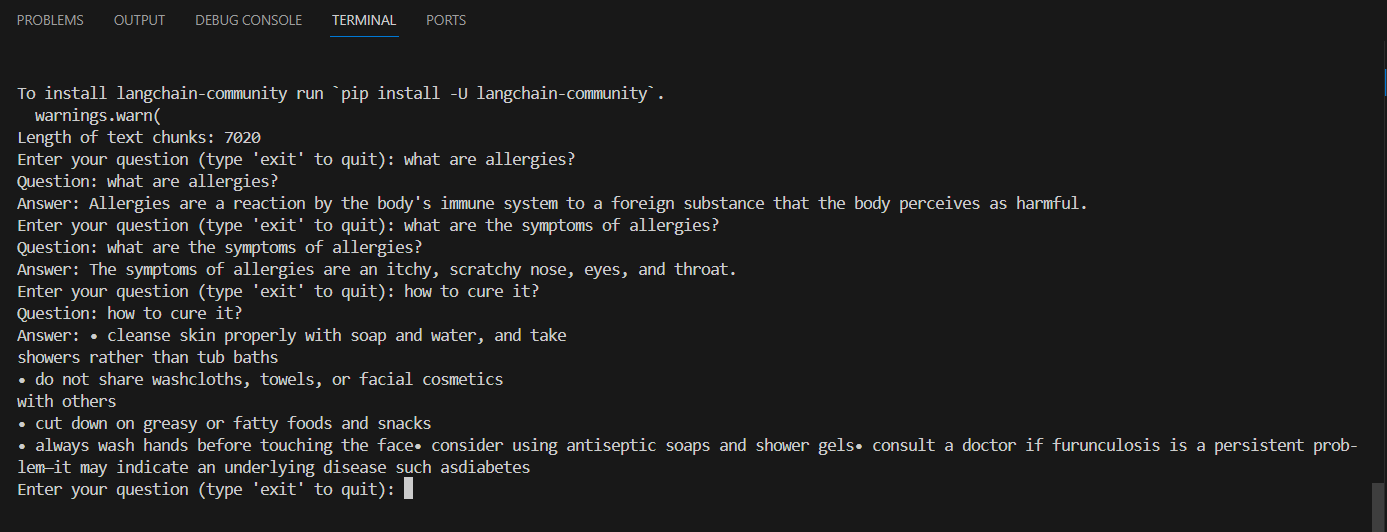 PROBLEMS OUTPUT DEBUG CONSOLE TERMINAL PORTS
To install langchain-community run `pip install -U langchain-community`.
warnings.warn(
Length of text chunks: 7020
Enter your question (type 'exit' to quit): what are allergies?
Question: what are allergies?
Answer: Allergies are a reaction by the body's immune system to a foreign substance that the body perceives as harmful.
Enter your question (type 'exit' to quit): what are the symptoms of allergies?
Question: what are the symptoms of allergies?
Answer: The symptoms of allergies are an itchy, scratchy nose, eyes, and throat.
Enter your question (type 'exit' to quit): how to cure it?
Question: how to cure it?
Answer: • cleanse skin properly with soap and water, and take
showers rather than tub baths
• do not share washcloths, towels, or facial cosmetics
with others
• cut down on greasy or fatty foods and snacks
• always wash hands before touching the face• consider using antiseptic soaps and shower gels• consult a doctor if furunculosis is a persistent prob-
lem—it may indicate an underlying disease such asdiabetes
Enter your question (type 'exit' to quit):